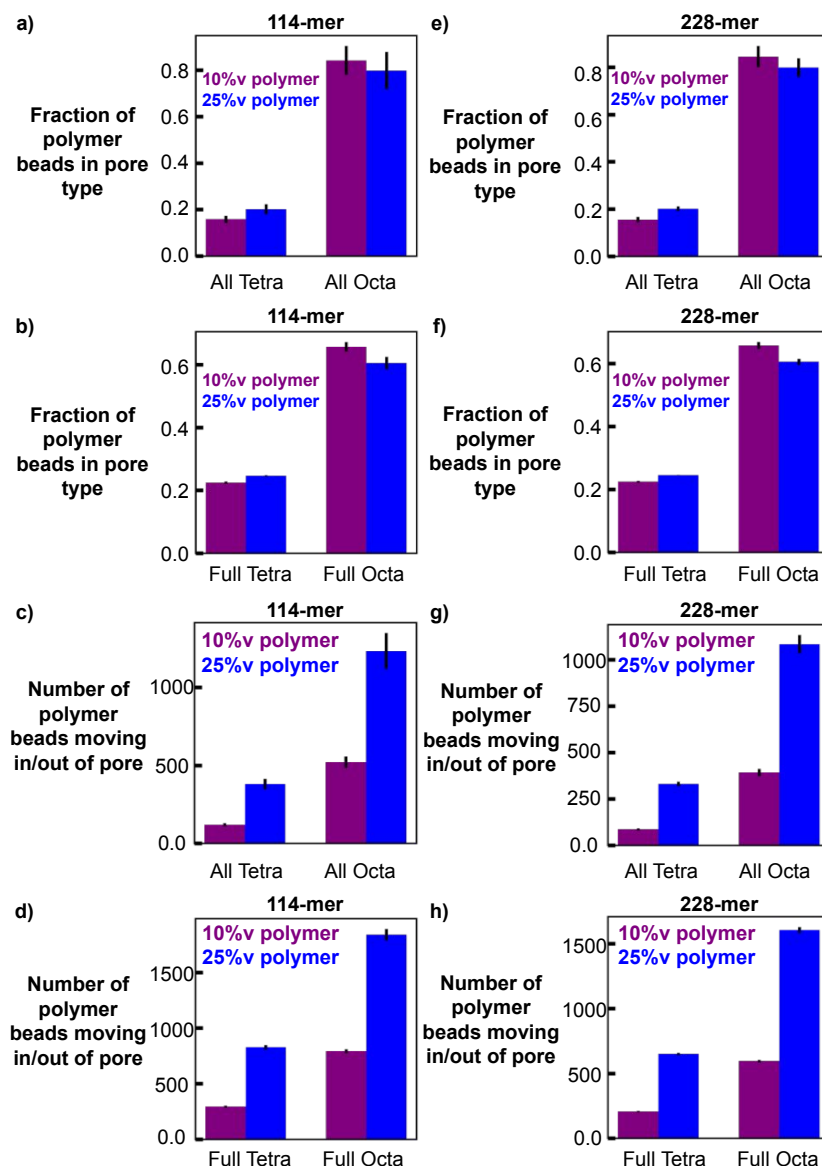 a)
114-mer
Fraction of
polymer
beads in pore
type
10%v polymer
25%v polymer
0.8
0.6
0.4
0.2
0.0
All Tetra All Octa
e)
228-mer
Fraction of
polymer
beads in pore
type
10%v polymer
25%v polymer
0.8
0.6
0.4
0.2
0.0
All Tetra All Octa
b)
114-mer
Fraction of
polymer
beads in pore
type
10%v polymer
25%v polymer
0.6
0.4
0.2
0.0
Full Tetra Full Octa
f)
228-mer
Fraction of
polymer
beads in pore
type
10%v polymer
25%v polymer
0.6
0.4
0.2
0.0
Full Tetra Full Octa
c)
114-mer
Number of
polymer
beads moving
in/out of pore
10%v polymer
25%v polymer
1000
500
0.0
All Tetra All Octa
g)
228-mer
Number of
polymer
beads moving
in/out of pore
10%v polymer
25%v polymer
1000
750
500
250
0.0
All Tetra All Octa
d)
114-mer
Number of
polymer
beads moving
in/out of pore
10%v polymer
25%v polymer
1500
1000
500
0.0
Full Tetra Full Octa
h)
228-mer
Number of
polymer
beads moving
in/out of pore
10%v polymer
25%v polymer
1500
1000
500
0.0
Full Tetra Full Octa